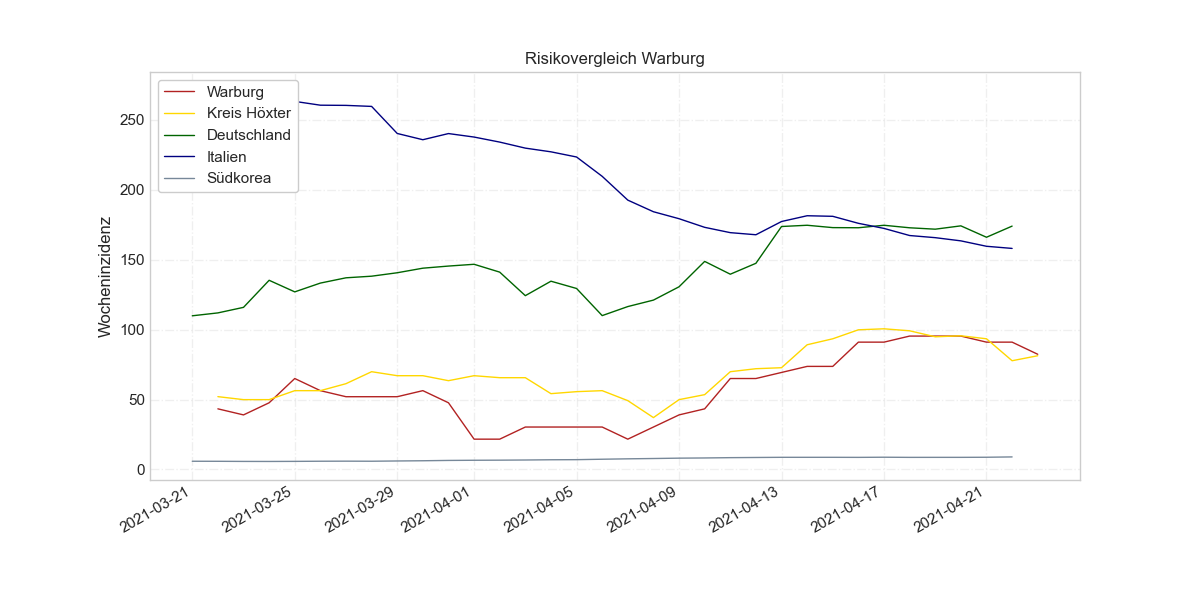 Risikovergleich Warburg
Warburg
Kreis Höxter
Deutschland
Italien
Südkorea
Wocheninzidenz
250
200
150
100
50
0
2021-03-21
2021-03-25
2021-03-29
2021-04-01
2021-04-05
2021-04-09
2021-04-13
2021-04-17
2021-04-21